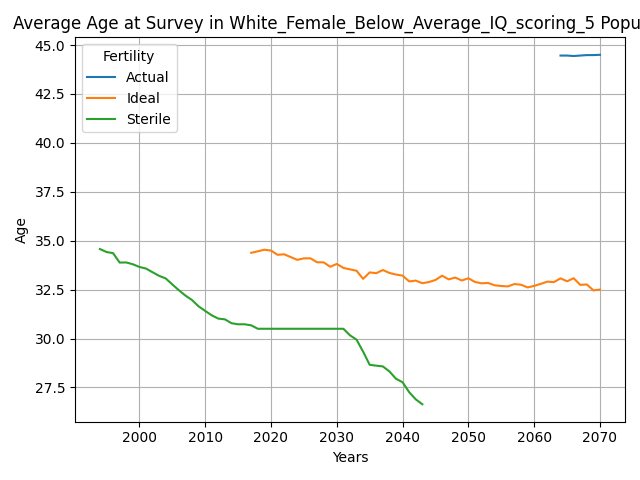 Average Age at Survey in White_Female_Below_Average_IQ_scoring_5 Popu
45.0
42.5
40.0
37.5
35.0
32.5
30.0
27.5
Age
Fertility
Actual
Ideal
Sterile
2000
2010
2020
2030
2040
2050
2060
2070
Years